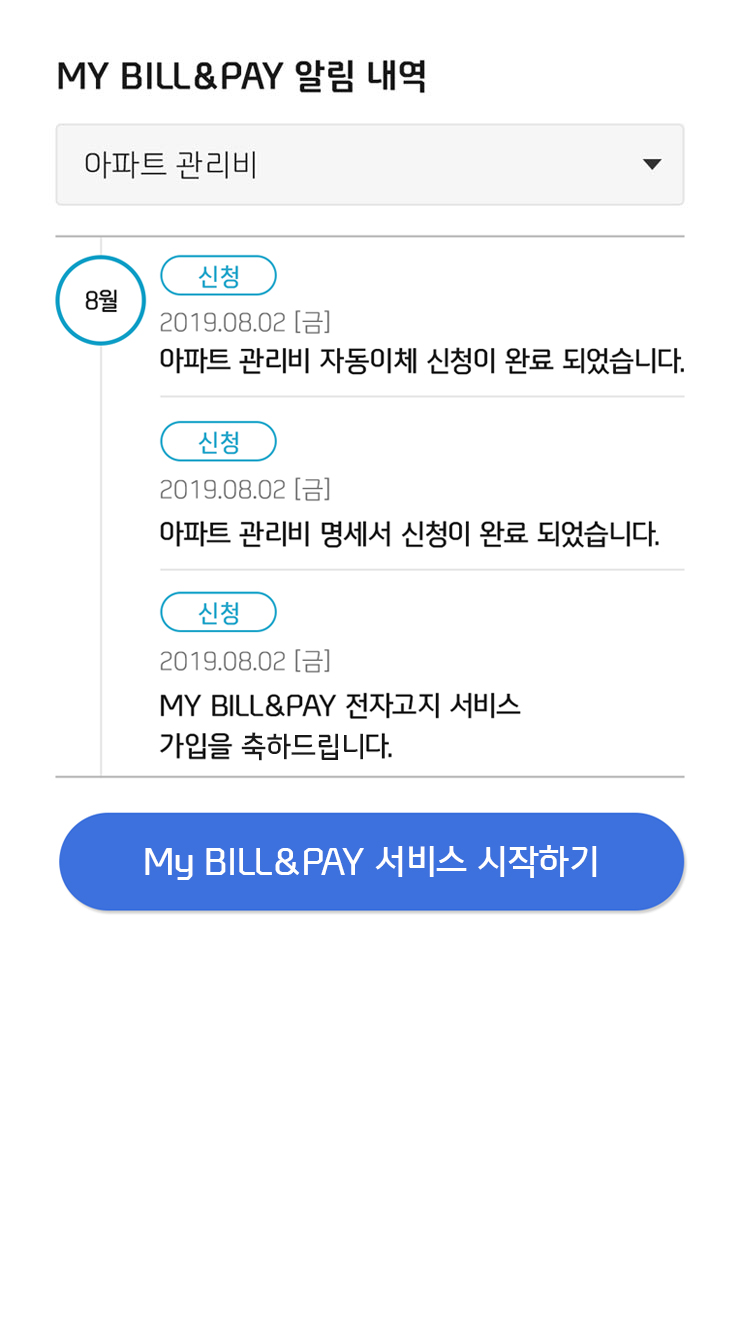 MY BILL&PAY 알림 내역
아파트 관리비
8월
신청
2019.08.02 [금]
아파트 관리비 자동이체 신청이 완료 되었습니다.
신청
2019.08.02 [금]
아파트 관리비 명세서 신청이 완료 되었습니다.
신청
2019.08.02 [금]
MY BILL&PAY 전자고지 서비스
가입을 축하드립니다.
My BILL&PAY 서비스 시작하기